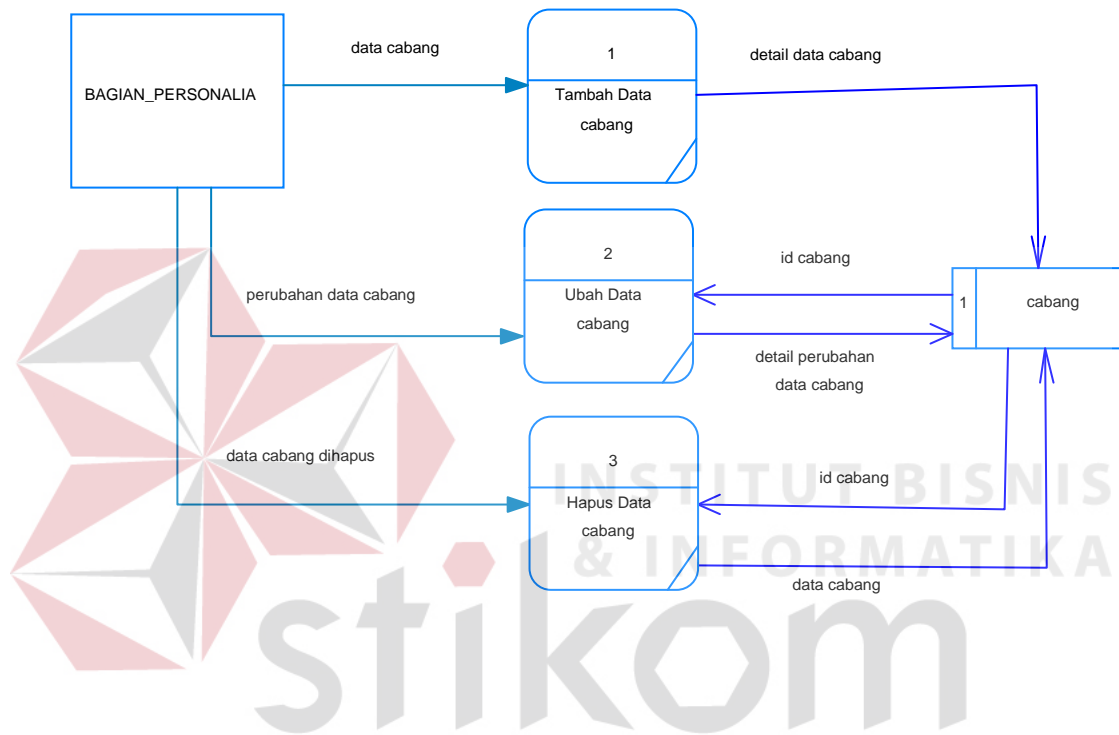 data cabang
1
detail data cabang
BAGIAN_PERSONALIA
Tambah Data
cabang
2
id cabang
perubahan data cabang
Ubah Data
cabang
1
cabang
detail perubahan
data cabang
data cabang dihapus
3
id cabang
Hapus Data
cabang
data cabang
INSTITUT BISNIS
& INFORMATIKA
stikom